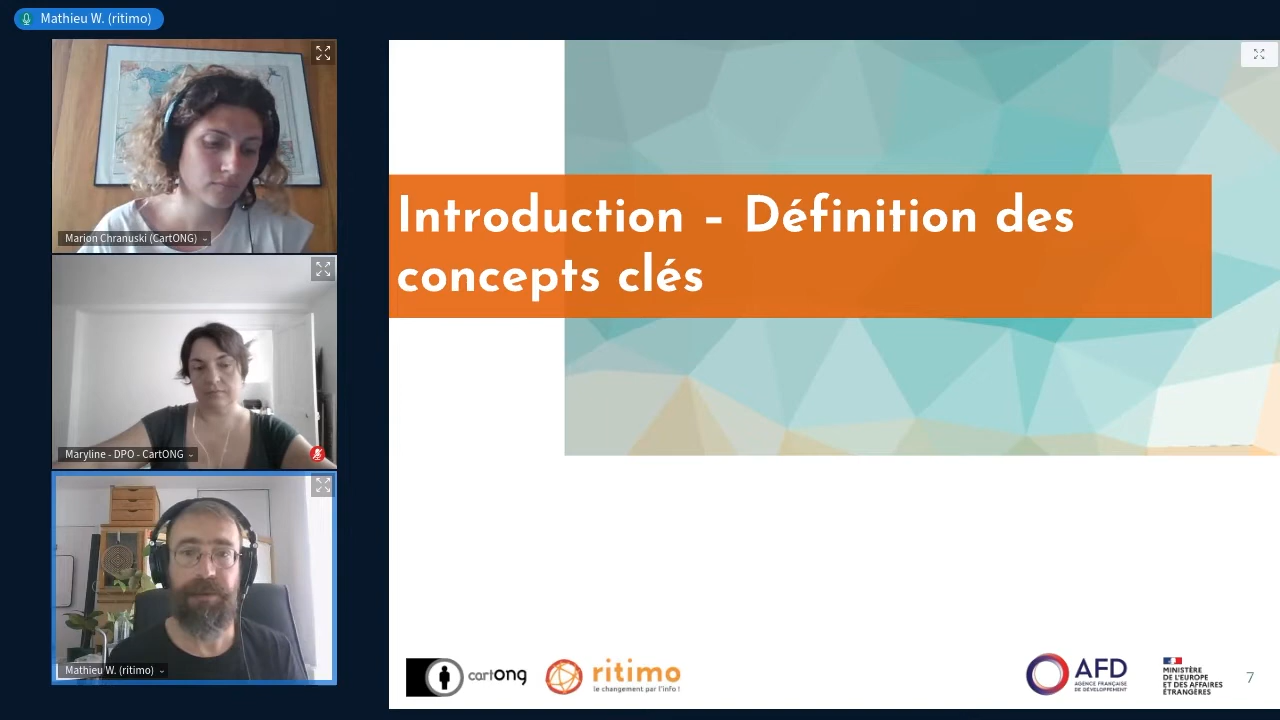 Mathieu W. (ritimo)
Marion Chranuski (CartONG)
Maryline - DPO - CartONG
Mathieu W. (ritimo)
Introduction – Définition des
concepts clés
cartONG
ritimo
le changement par l'info !
AFD
AGENCE FRANÇAISE
DE DÉVELOPPEMENT
MINISTÈRE
DE L'EUROPE
ET DES AFFAIRES
ÉTRANGÈRES
7